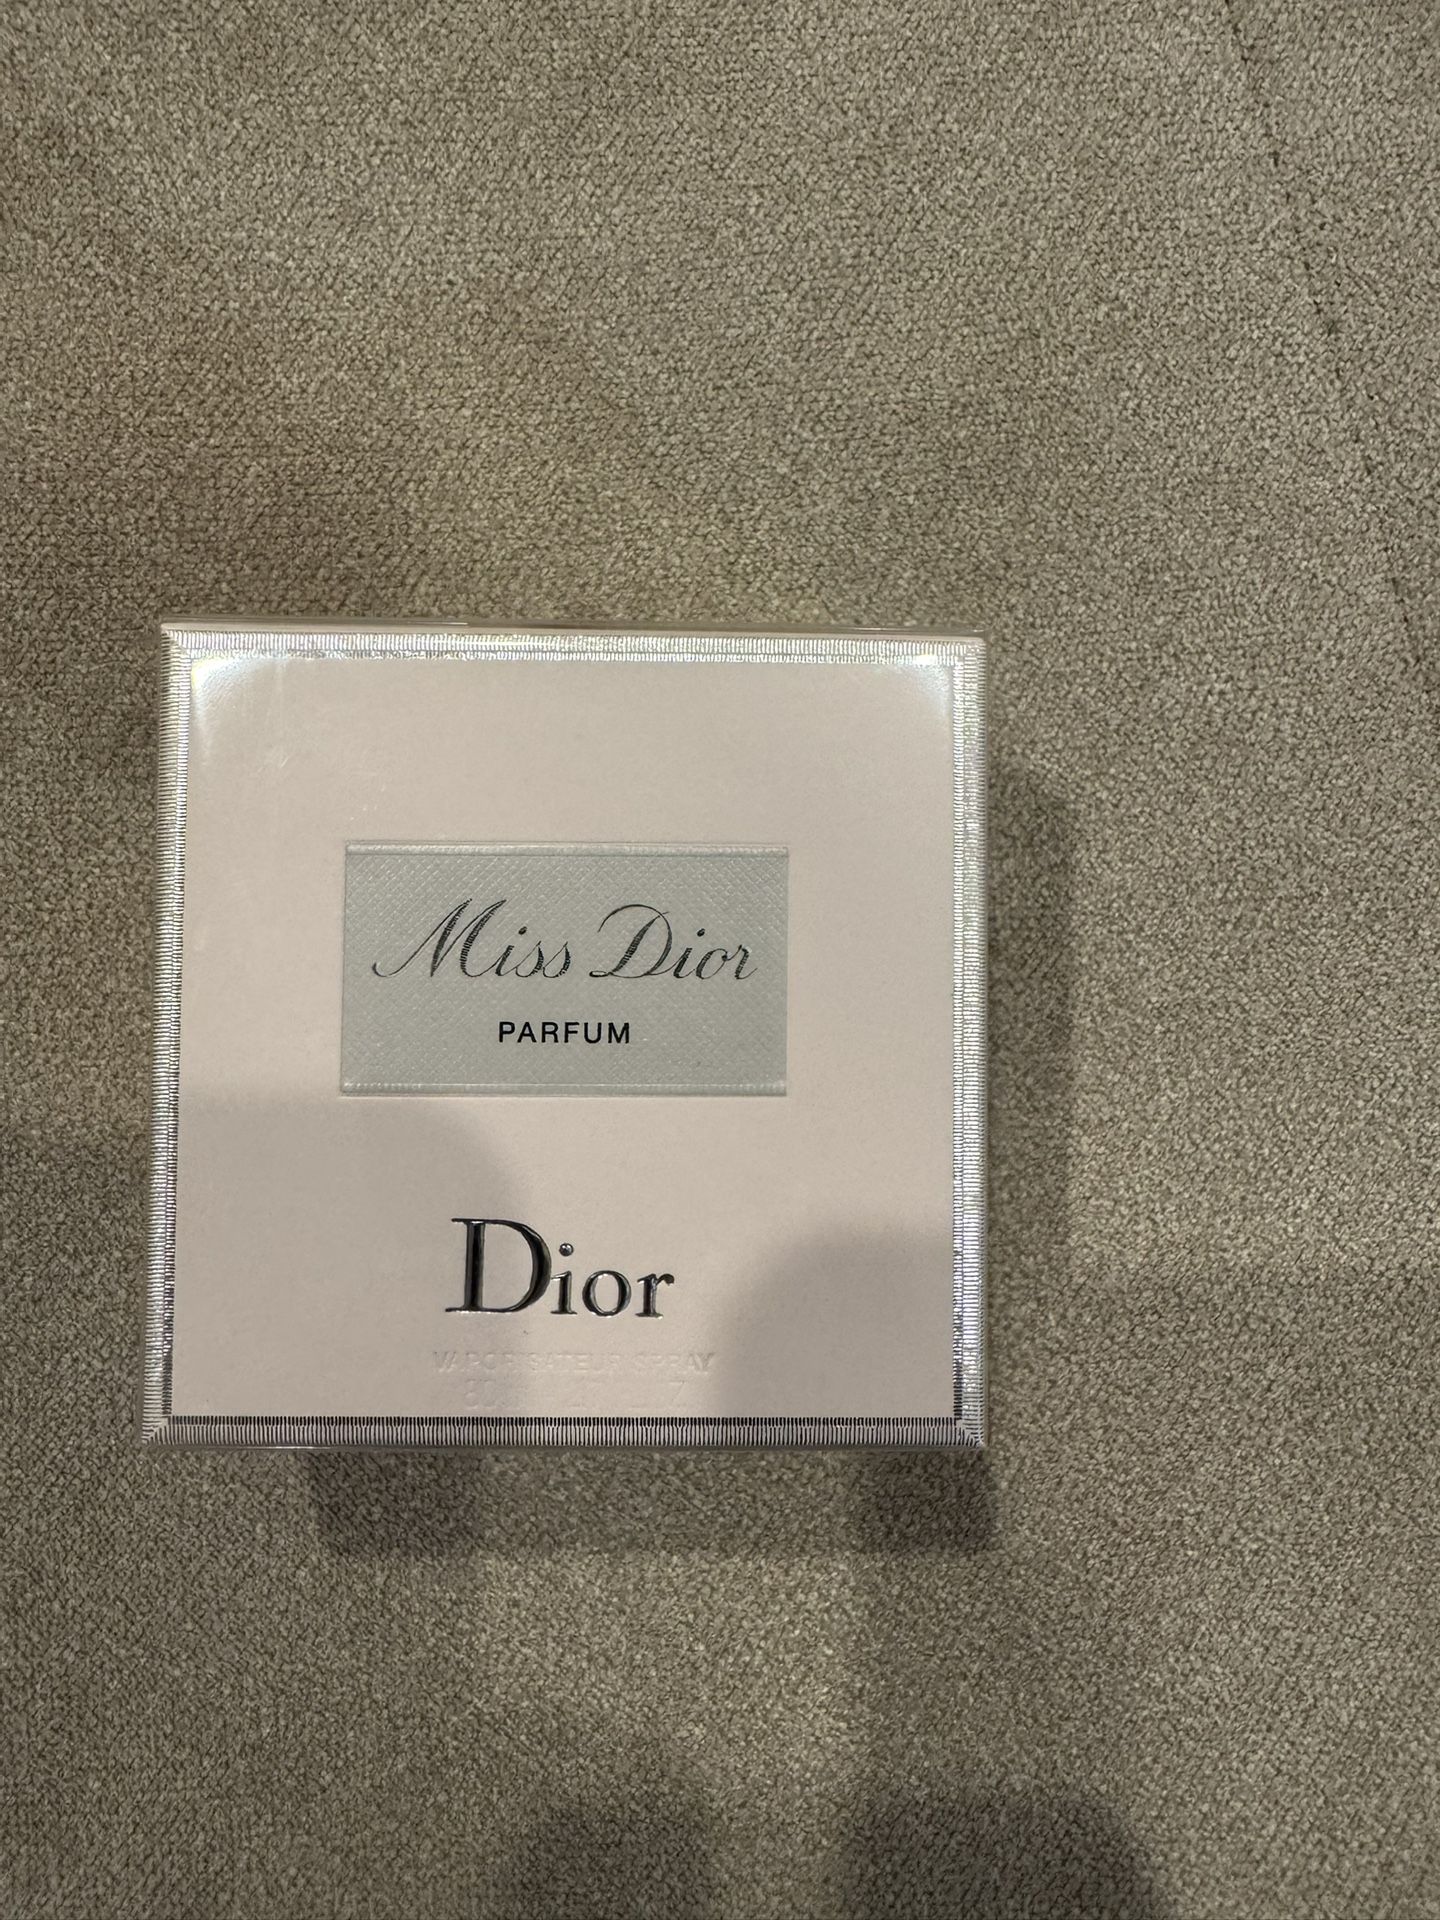 Miss Dior
PARFUM
Dior
VAPORISATEUR SPRAY